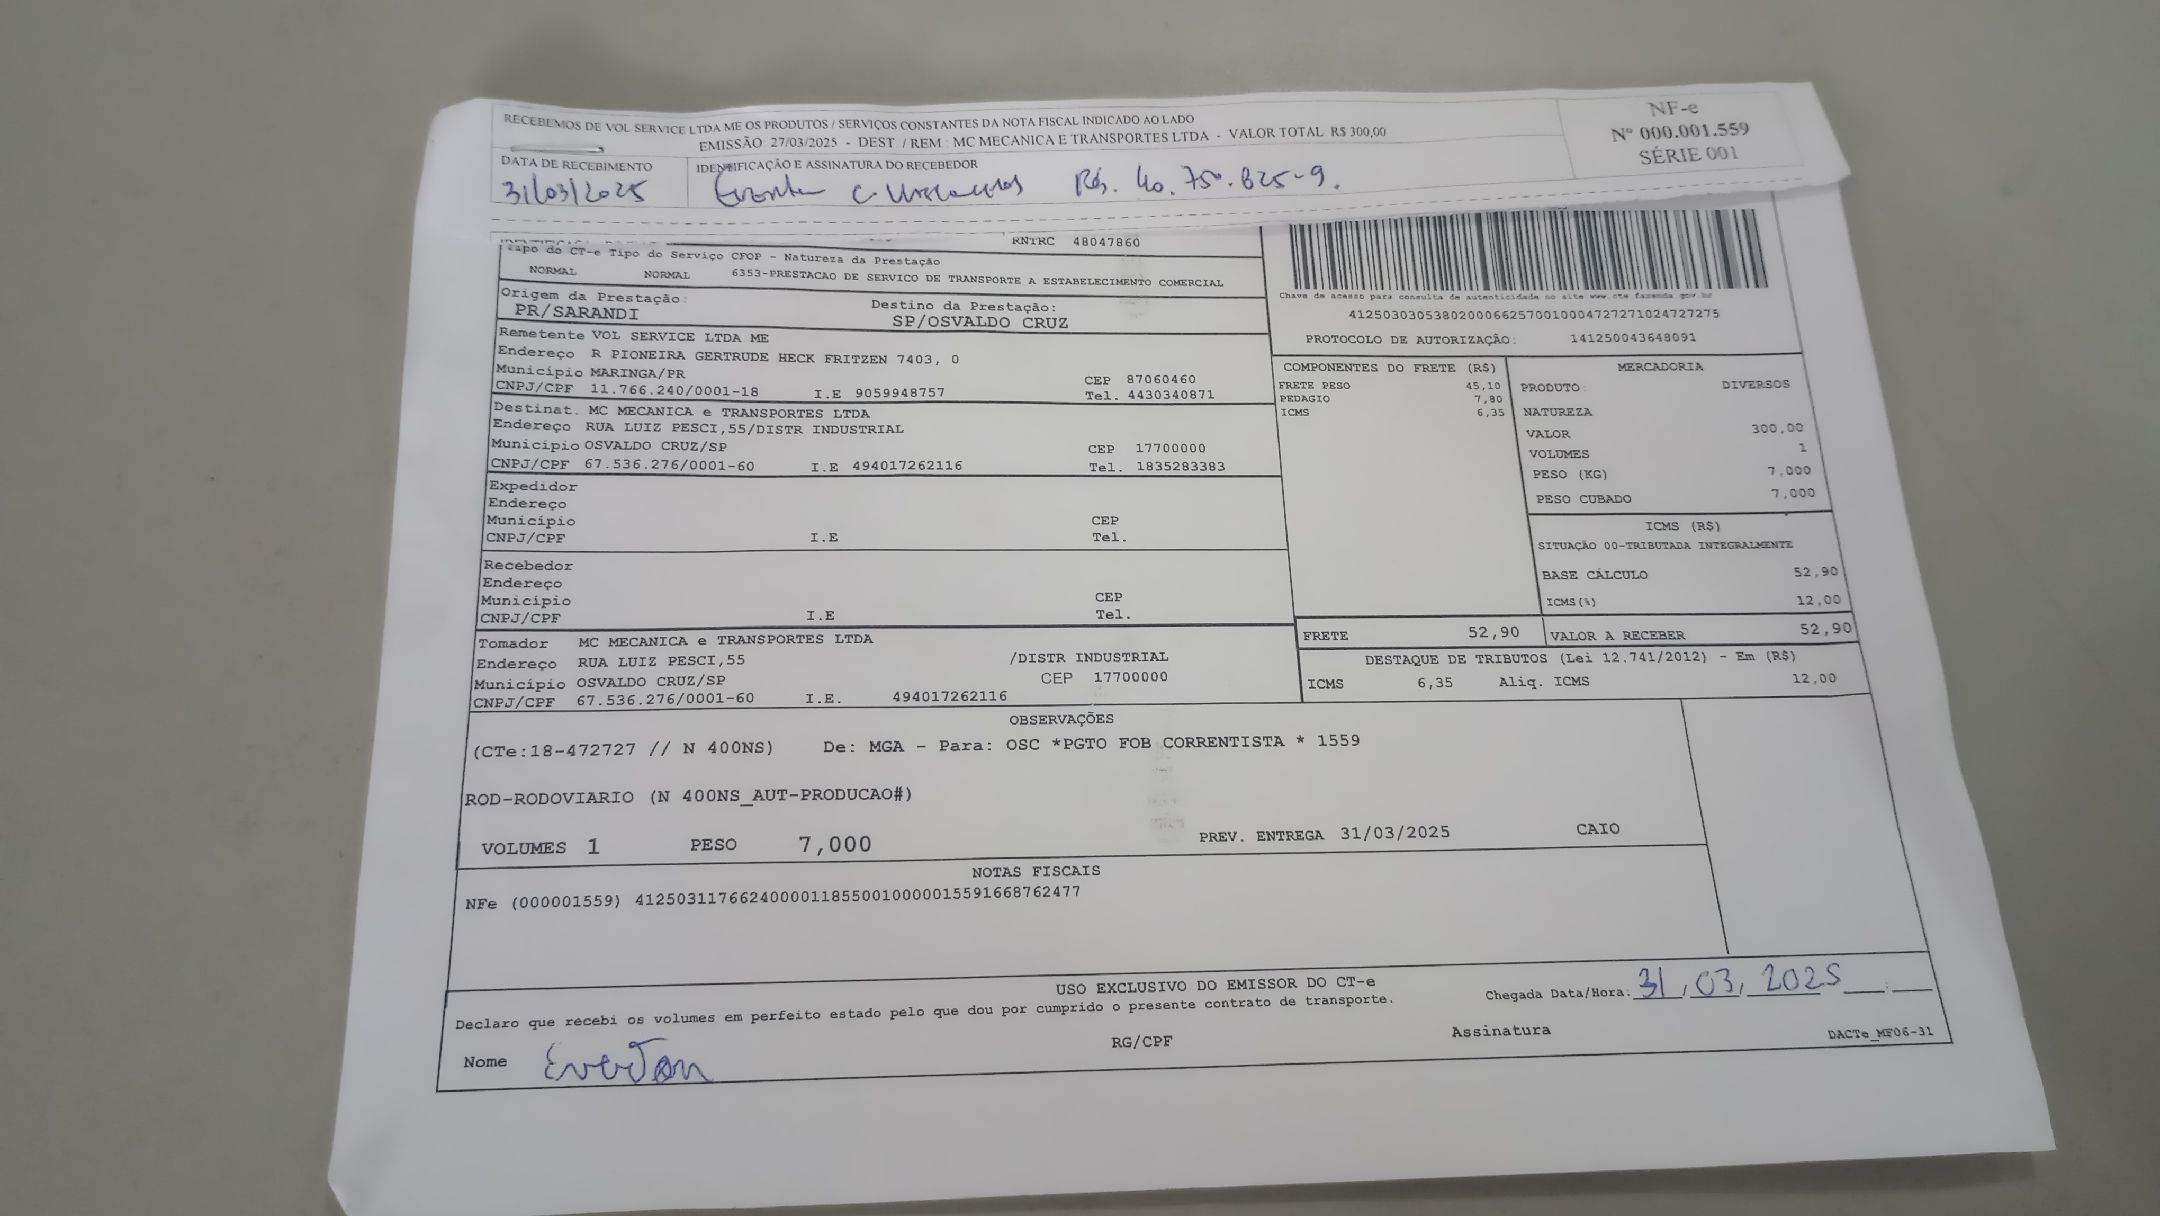 RECEBEMOS DE VOL SERVICE LTDA ME OS PRODUTOS / SERVIÇOS CONSTANTES DA NOTA FISCAL INDICADO AO LADO
EMISSÃO: 27/03/2025 - DEST. / REM.: MC MECANICA E TRANSPORTES LTDA - VALOR TOTAL R$ 300,00
NF-e
Nº 000.001.559
SÉRIE 001
DATA DE RECEBIMENTO
31/03/2025
IDENTIFICAÇÃO E ASSINATURA DO RECEBEDOR
RG. 40.750.825-9.
RNTRC 48047860
Tipo do CT-e Tipo do Serviço CFOP - Natureza da Prestação
NORMAL NORMAL 6353-PRESTACAO DE SERVICO DE TRANSPORTE A ESTABELECIMENTO COMERCIAL
Origem da Prestação: Destino da Prestação:
PR/SARANDI SP/OSVALDO CRUZ
Remetente VOL SERVICE LTDA ME
Endereço R PIONEIRA GERTRUDE HECK FRITZEN 7403, 0
Município MARINGA/PR CEP 87060460
CNPJ/CPF 11.766.240/0001-18 I.E 9059948757 Tel. 4430340871
Destinat. MC MECANICA e TRANSPORTES LTDA
Endereço RUA LUIZ PESCI,55/DISTR INDUSTRIAL
Município OSVALDO CRUZ/SP CEP 17700000
CNPJ/CPF 67.536.276/0001-60 I.E 494017262116 Tel. 1835283383
Expedidor
Endereço
Município CEP
CNPJ/CPF I.E Tel.
Recebedor
Endereço
Município CEP
CNPJ/CPF I.E Tel.
Tomador MC MECANICA e TRANSPORTES LTDA
Endereço RUA LUIZ PESCI,55 /DISTR INDUSTRIAL
Município OSVALDO CRUZ/SP CEP 17700000
CNPJ/CPF 67.536.276/0001-60 I.E. 494017262116
Chave de acesso para consulta de autenticidade no site www.cte.fazenda.gov.br
41250303053802000662570010004727271024727275
PROTOCOLO DE AUTORIZAÇÃO: 141250043648091
COMPONENTES DO FRETE (R$)
FRETE PESO 45,10
PEDAGIO 7,80
ICMS 6,35
MERCADORIA
PRODUTO: DIVERSOS
NATUREZA
VALOR 300,00
VOLUMES 1
PESO (KG) 7,000
PESO CUBADO 7,000
ICMS (R$)
SITUAÇÃO 00-TRIBUTADA INTEGRALMENTE
BASE CÁLCULO 52,90
ICMS(%) 12,00
FRETE 52,90 VALOR A RECEBER 52,90
DESTAQUE DE TRIBUTOS (Lei 12.741/2012) - Em (R$)
ICMS 6,35 Aliq. ICMS 12,00
OBSERVAÇÕES
(CTe:18-472727 // N 400NS) De: MGA - Para: OSC *PGTO FOB CORRENTISTA * 1559
ROD-RODOVIARIO (N 400NS_AUT-PRODUCAO#)
VOLUMES 1 PESO 7,000 PREV. ENTREGA 31/03/2025 CAIO
NOTAS FISCAIS
NFe (000001559) 41250311766240000118550010000015591668762477
USO EXCLUSIVO DO EMISSOR DO CT-e
Declaro que recebi os volumes em perfeito estado pelo que dou por cumprido o presente contrato de transporte.
Chegada Data/Hora: 31/03/2025 __:__
Nome Everton RG/CPF Assinatura DACTe_MF06-31